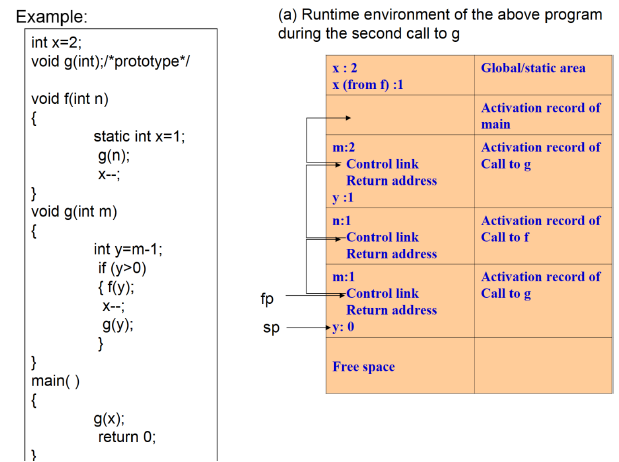 Example:
int x=2;
void g(int);/*prototype*/
void f(int n)
{
static int x=1;
g(n);
x--;
}
void g(int m)
{
int y=m-1;
if (y>0)
{ f(y);
x--;
g(y);
}
}
main( )
{
g(x);
return 0;
}
(a) Runtime environment of the above program
during the second call to g
x : 2
x (from f) :1
Global/static area
Activation record of
main
m:2
Control link
Return address
y :1
Activation record of
Call to g
n:1
Control link
Return address
Activation record of
Call to f
m:1
Control link
Return address
y: 0
Activation record of
Call to g
fp
sp
Free space